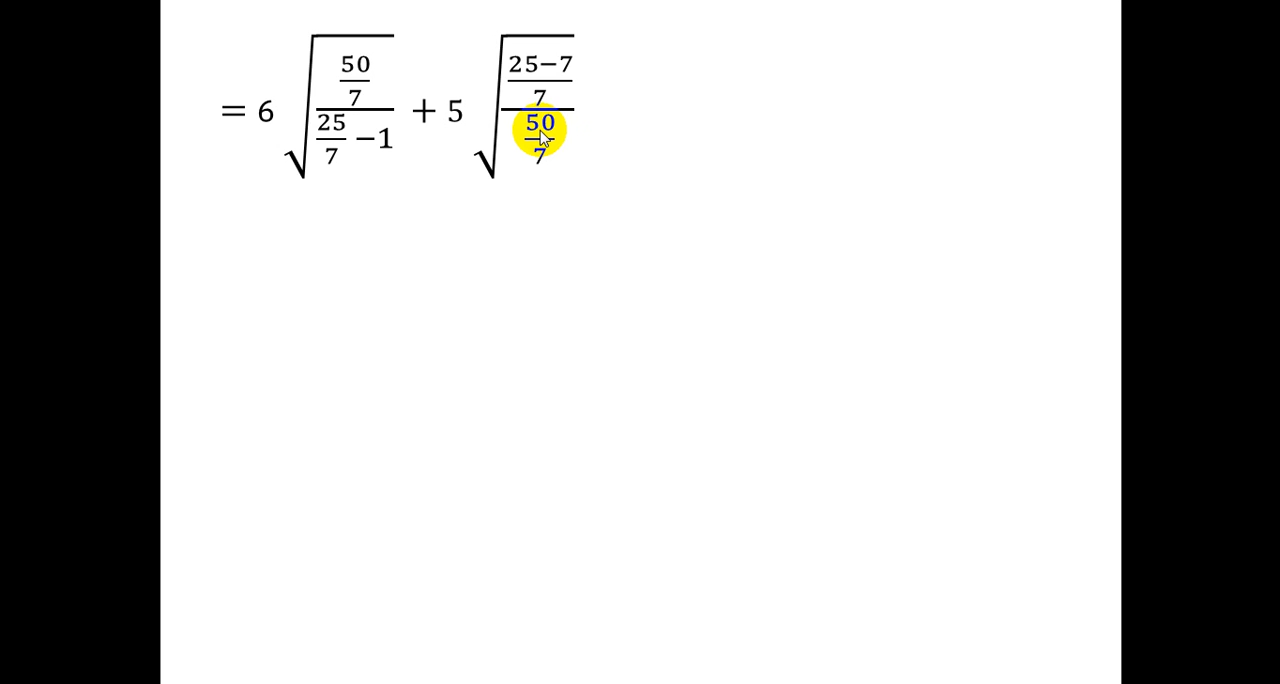 = 6 √((50/7)/(25/7 −1)) + 5 √(((25−7)/7)/(50/7))